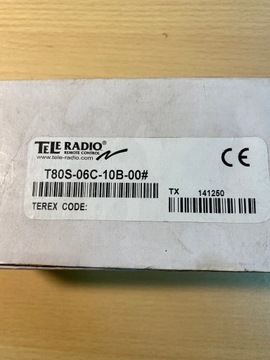 TELE RADIO
REMOTE CONTROL
www.tele-radio.com
CE
T80S-06C-10B-00#
TX 141250
TEREX CODE: